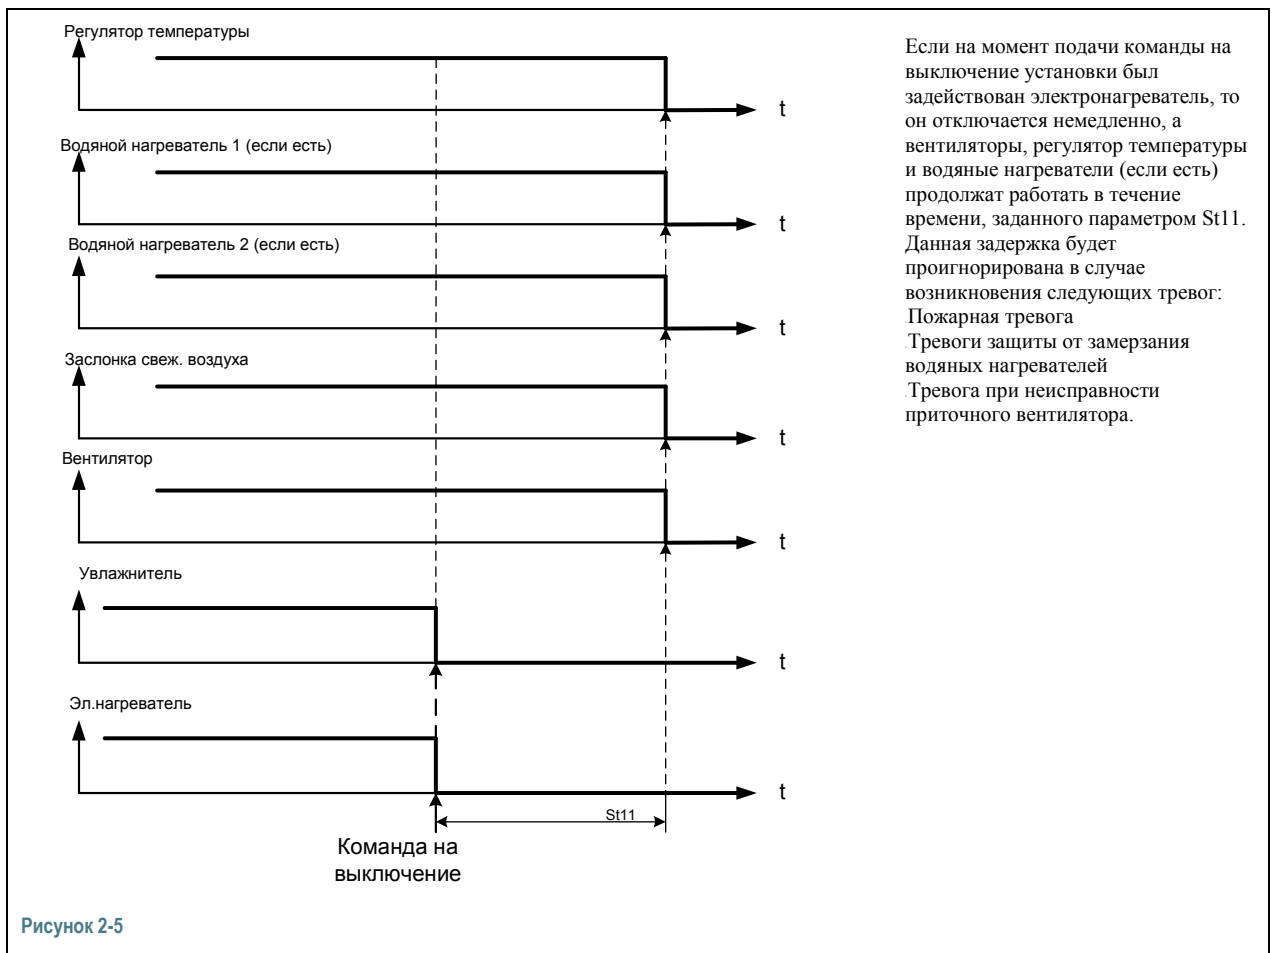 Регулятор температуры
t
Водяной нагреватель 1 (если есть)
t
Водяной нагреватель 2 (если есть)
t
Заслонка свеж. воздуха
t
Вентилятор
t
Увлажнитель
t
Эл.нагреватель
t
St11
Команда на
выключение
Если на момент подачи команды на
выключение установки был
задействован электронагреватель, то
он отключается немедленно, а
вентиляторы, регулятор температуры
и водяные нагреватели (если есть)
продолжат работать в течение
времени, заданного параметром St11.
Данная задержка будет
проигнорирована в случае
возникновения следующих тревог:
.Пожарная тревога
.Тревоги защиты от замерзания
водяных нагревателей
.Тревога при неисправности
приточного вентилятора.
Рисунок 2-5